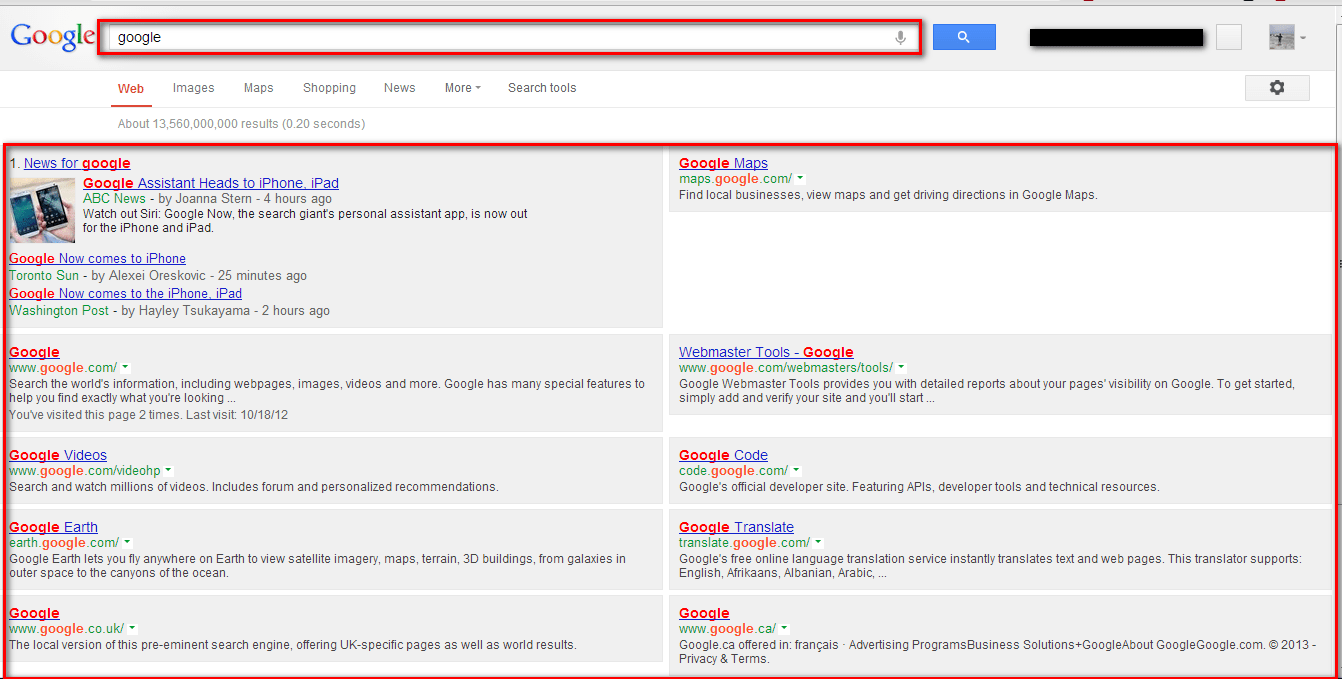 Google
google
Web Images Maps Shopping News More Search tools
About 13,560,000,000 results (0.20 seconds)
1. News for google
Google Assistant Heads to iPhone, iPad
ABC News - by Joanna Stern - 4 hours ago
Watch out Siri: Google Now, the search giant's personal assistant app, is now out
for the iPhone and iPad.
Google Now comes to iPhone
Toronto Sun - by Alexei Oreskovic - 25 minutes ago
Google Now comes to the iPhone, iPad
Washington Post - by Hayley Tsukayama - 2 hours ago
Google Maps
maps.google.com/
Find local businesses, view maps and get driving directions in Google Maps.
Google
www.google.com/
Search the world's information, including webpages, images, videos and more. Google has many special features to
help you find exactly what you're looking ...
You've visited this page 2 times. Last visit: 10/18/12
Webmaster Tools - Google
www.google.com/webmasters/tools/
Google Webmaster Tools provides you with detailed reports about your pages' visibility on Google. To get started,
simply add and verify your site and you'll start ...
Google Videos
www.google.com/videohp
Search and watch millions of videos. Includes forum and personalized recommendations.
Google Code
code.google.com/
Google's official developer site. Featuring APIs, developer tools and technical resources.
Google Earth
earth.google.com/
Google Earth lets you fly anywhere on Earth to view satellite imagery, maps, terrain, 3D buildings, from galaxies in
outer space to the canyons of the ocean.
Google Translate
translate.google.com/
Google's free online language translation service instantly translates text and web pages. This translator supports:
English, Afrikaans, Albanian, Arabic, ...
Google
www.google.co.uk/
The local version of this pre-eminent search engine, offering UK-specific pages as well as world results.
Google
www.google.ca/
Google.ca offered in: français · Advertising ProgramsBusiness Solutions+GoogleAbout GoogleGoogle.com. © 2013 -
Privacy & Terms.